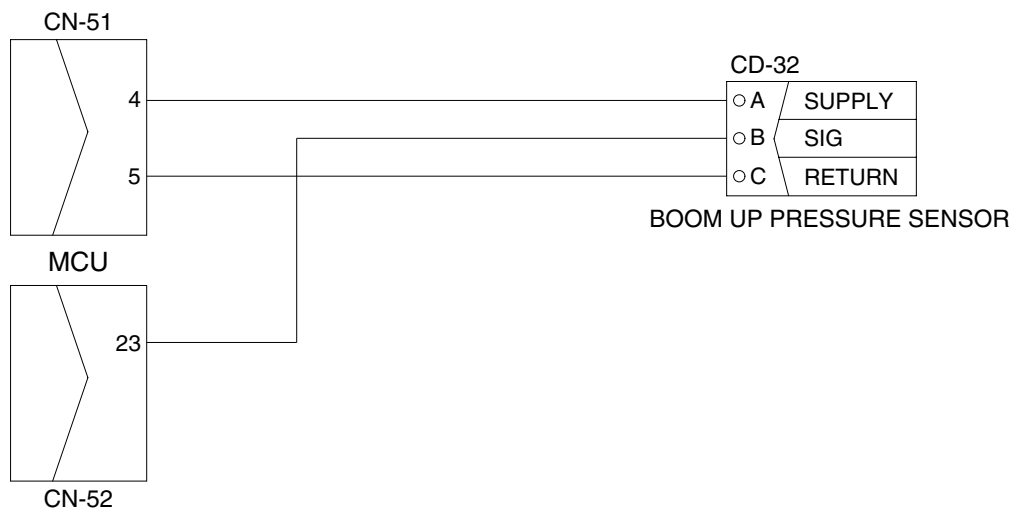 CN-51
CD-32
4
A SUPPLY
B SIG
5
C RETURN
BOOM UP PRESSURE SENSOR
MCU
23
CN-52